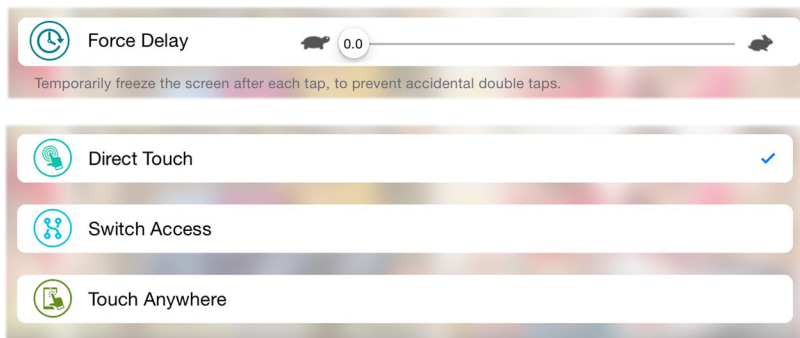 Force Delay
0.0
Temporarily freeze the screen after each tap, to prevent accidental double taps.
Direct Touch
Switch Access
Touch Anywhere